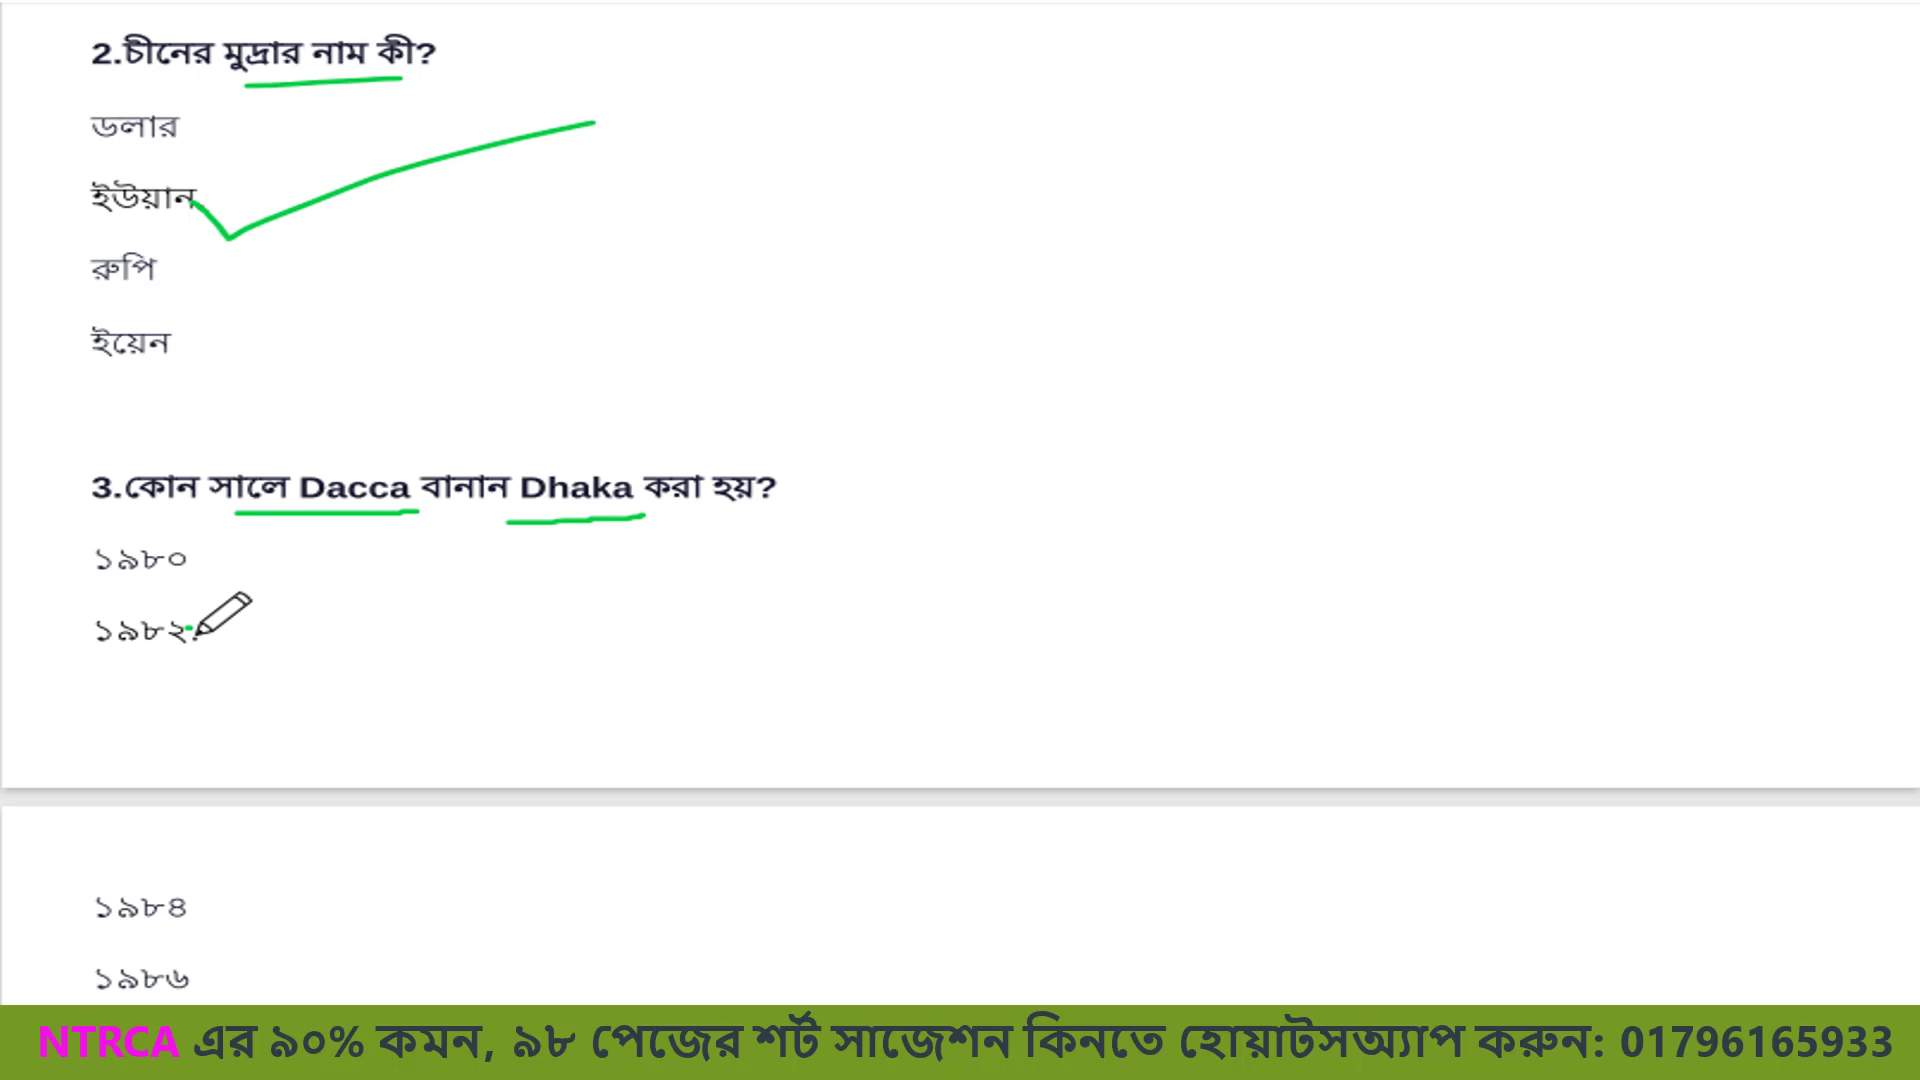 2.চীনের মুদ্রার নাম কী?
ডলার
ইউয়ান
রুপি
ইয়েন
3.কোন সালে Dacca বানান Dhaka করা হয়?
১৯৮০
১৯৮২
১৯৮৪
১৯৮৬
NTRCA এর ৯০% কমন, ৯৮ পেজের শর্ট সাজেশন কিনতে হোয়াটসঅ্যাপ করুন: 01796165933